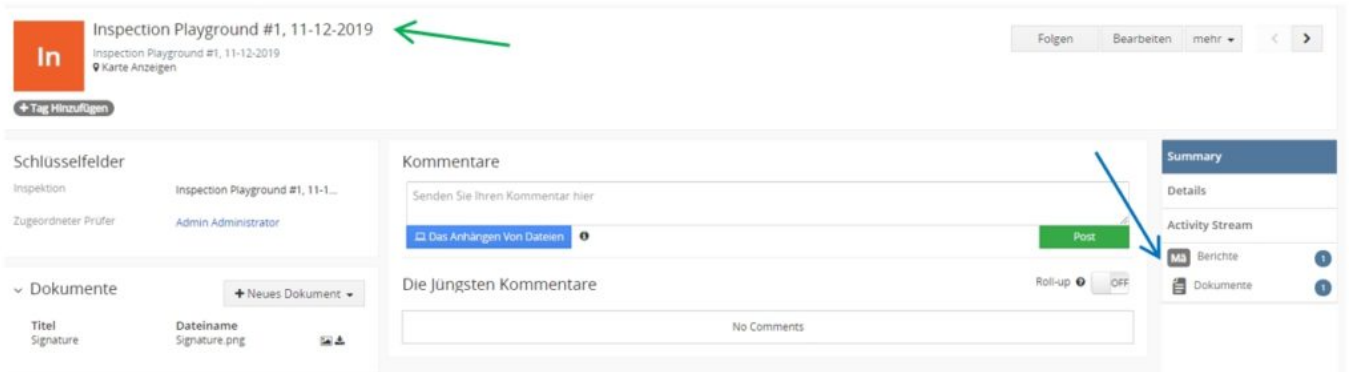 Inspection Playground #1, 11-12-2019
In
Inspection Playground #1, 11-12-2019
Karte Anzeigen
+ Tag Hinzufügen
Folgen Bearbeiten mehr
Schlüsselfelder
Inspektion Inspection Playground #1, 11-1...
Zugeordneter Prüfer Admin Administrator
Dokumente + Neues Dokument
Titel Dateiname
Signature Signature.png
Kommentare
Senden Sie Ihren Kommentar hier
Das Anhängen Von Dateien Post
Die Jüngsten Kommentare Roll-up OFF
No Comments
Summary
Details
Activity Stream
Mä Berichte 1
Dokumente 1